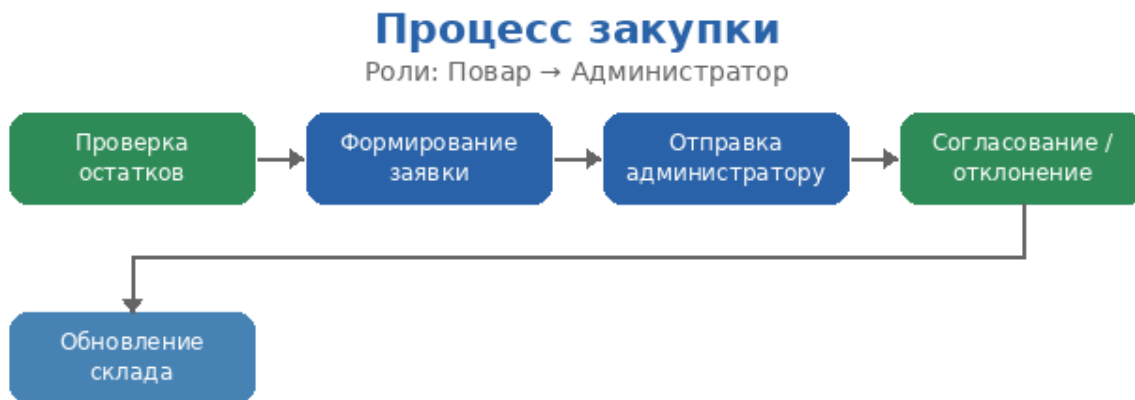 Процесс закупки
Роли: Повар → Администратор
Проверка
остатков
Формирование
заявки
Отправка
администратору
Согласование /
отклонение
Обновление
склада